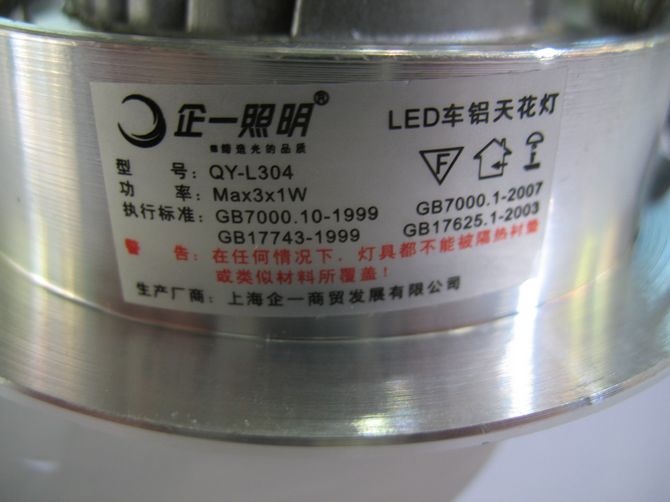 企一照明®
LED车铝天花灯
■缔造光的品质
型 号：QY-L304
F
功 率：Max3x1W
执行标准：GB7000.10-1999 GB7000.1-2007
GB17743-1999 GB17625.1-2003
警 告：在任何情况下，灯具都不能被隔热衬垫
或类似材料所覆盖！
生产厂商：上海企一商贸发展有限公司